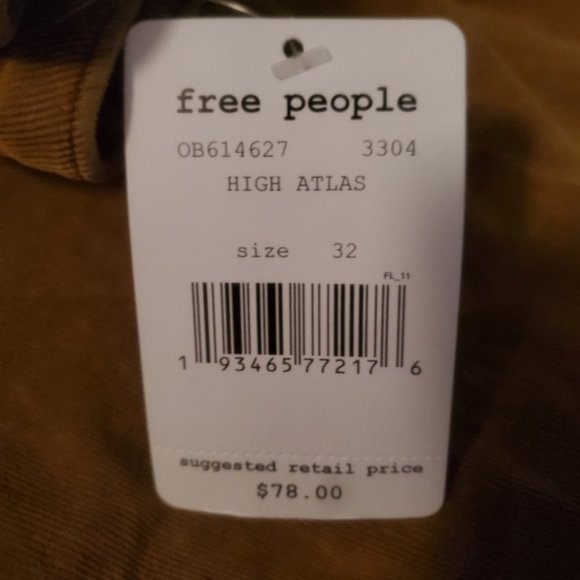 free people
OB614627 3304
HIGH ATLAS
size 32
FL_11
1 93465 77217 6
suggested retail price
$78.00